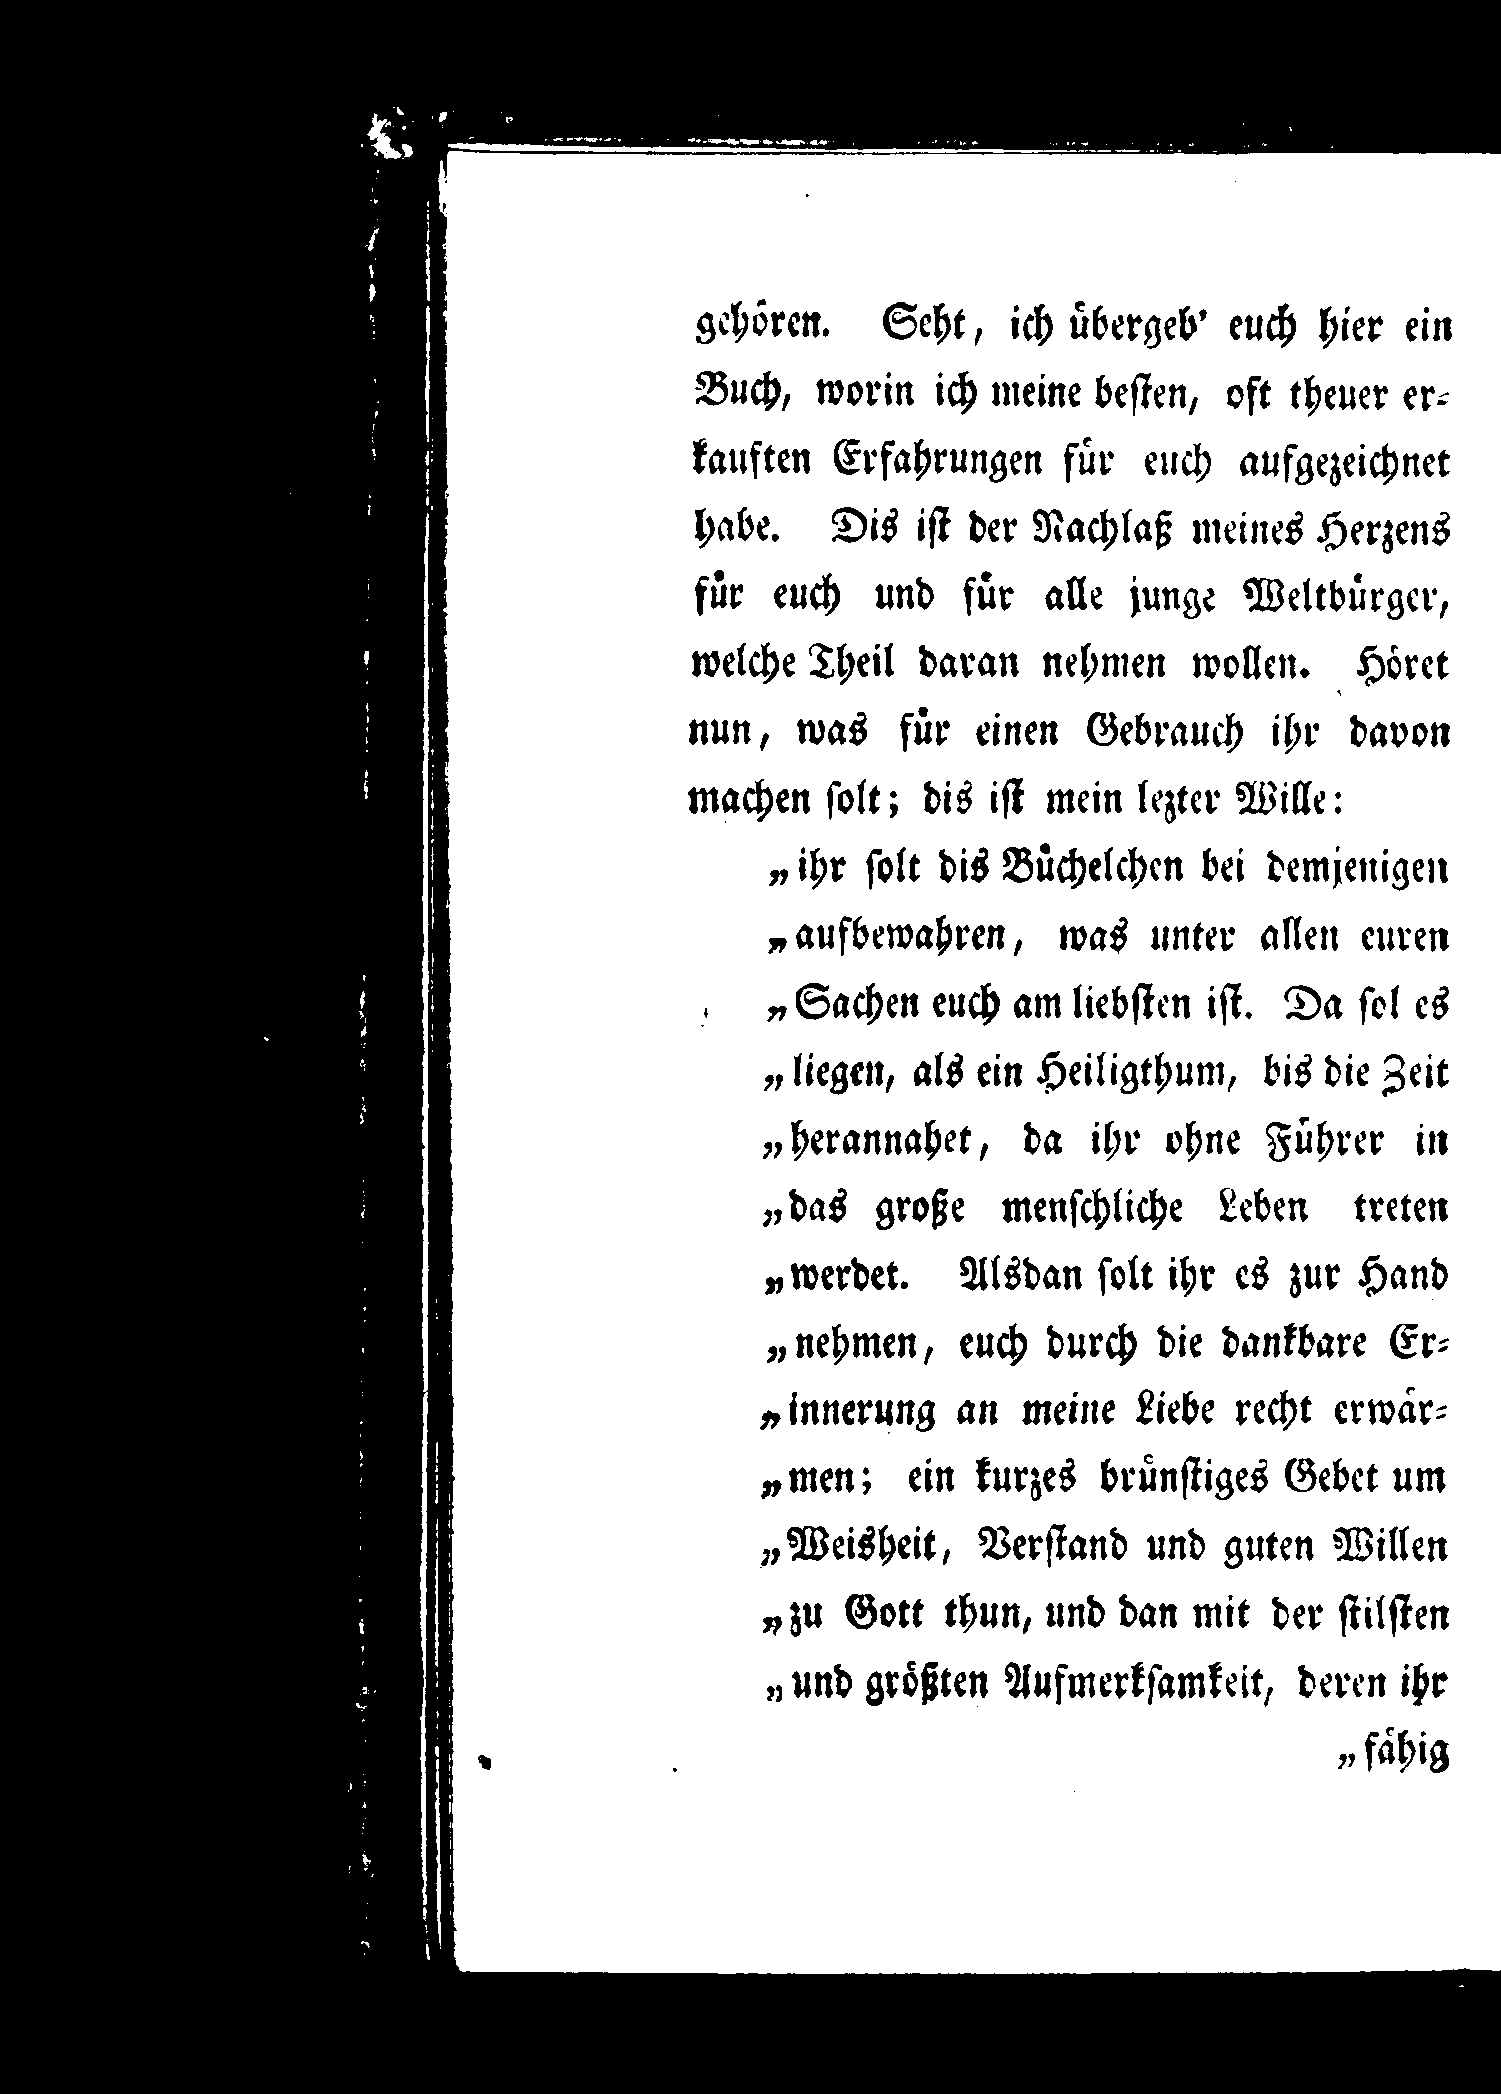 gehören. Seht, ich übergeb' euch hier ein
Buch, worin ich meine beſten, oft theuer er⸗
kauften Erfahrungen für euch aufgezeichnet
habe. Dis iſt der Nachlaß meines Herzens
für euch und für alle junge Weltbürger,
welche Theil daran nehmen wollen. Höret
nun, was für einen Gebrauch ihr davon
machen ſolt; dis iſt mein lezter Wille:
„ihr ſolt dis Büchelchen bei demjenigen
„aufbewahren, was unter allen euren
„Sachen euch am liebſten iſt. Da ſol es
„liegen, als ein Heiligthum, bis die Zeit
„herannahet, da ihr ohne Führer in
„das große menſchliche Leben treten
„werdet. Alsdan ſolt ihr es zur Hand
„nehmen, euch durch die dankbare Er⸗
„innerung an meine Liebe recht erwär⸗
„men; ein kurzes brünſtiges Gebet um
„Weisheit, Verſtand und guten Willen
„zu Gott thun, und dan mit der ſtilſten
„und größten Aufmerkſamkeit, deren ihr
„fähig